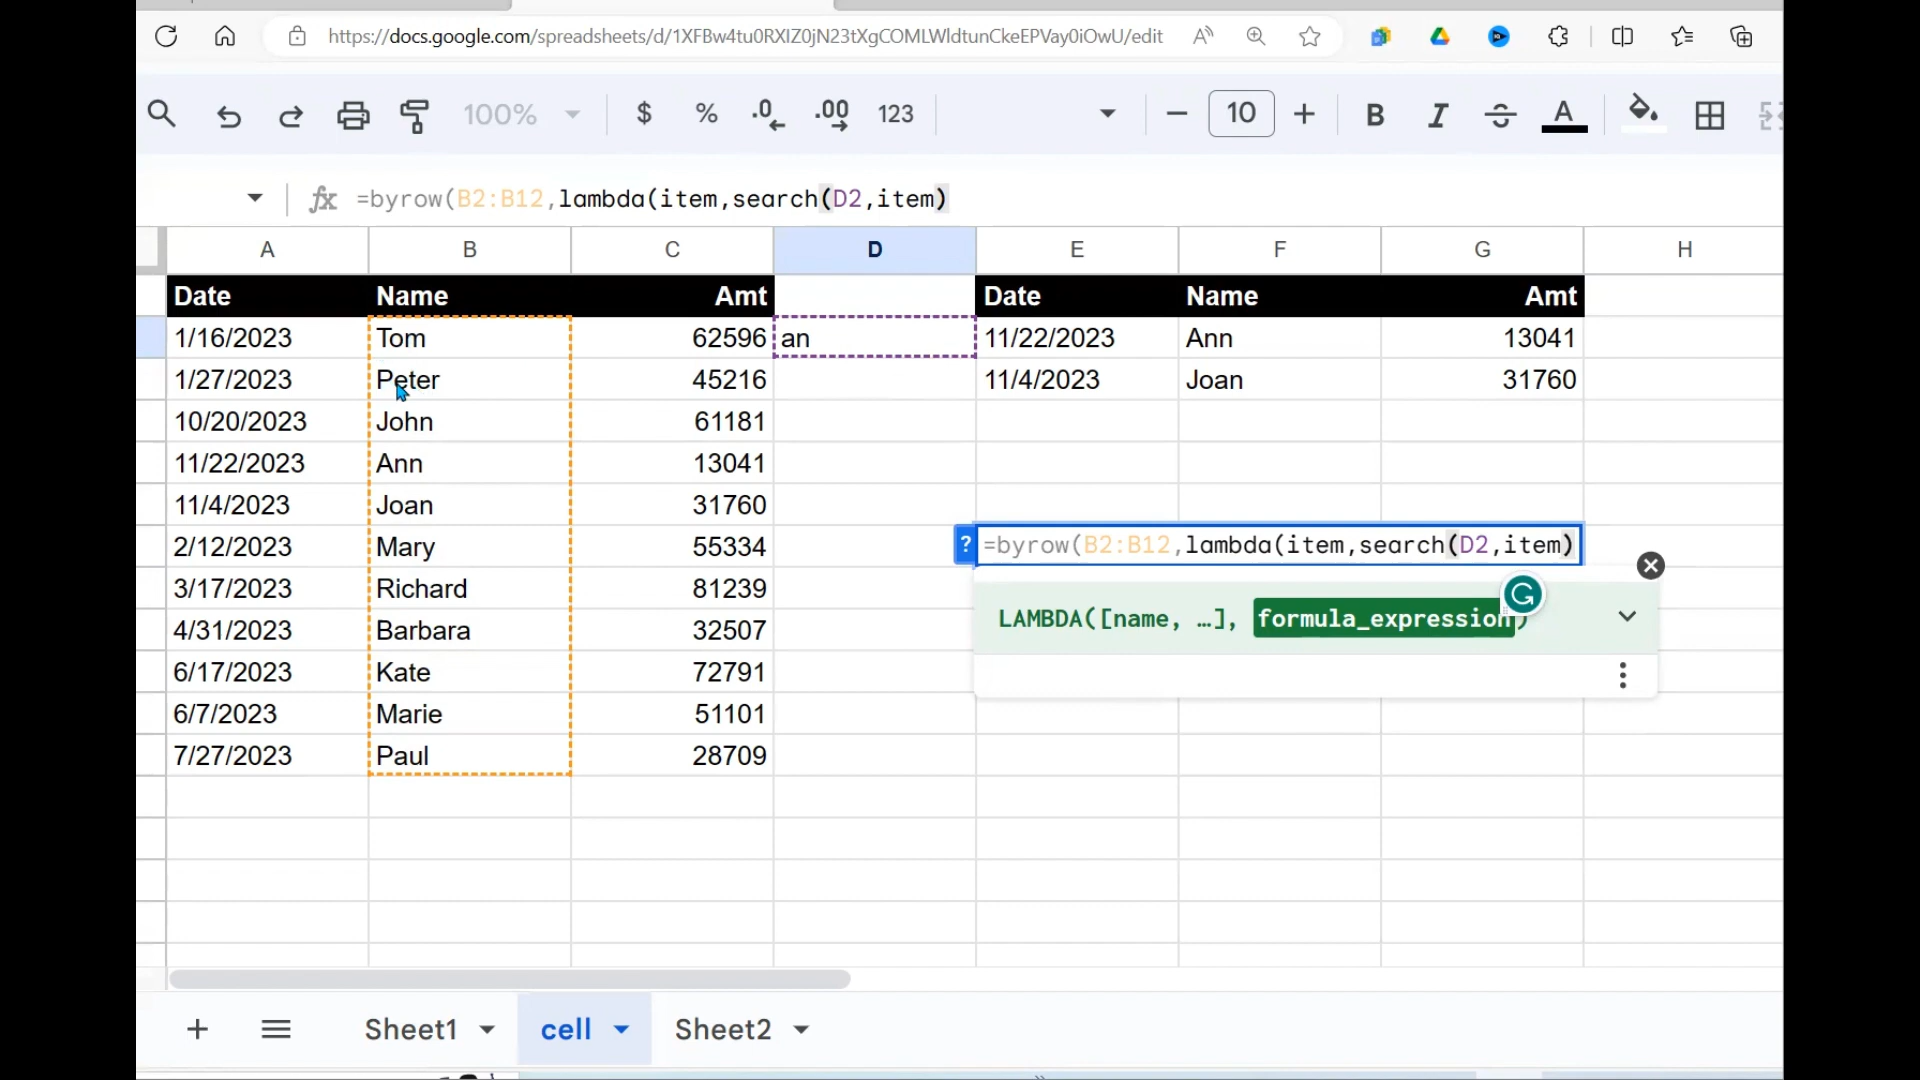 https://docs.google.com/spreadsheets/d/1XFBw4tu0RXIZ0jN23tXgCOMLWldtunCkeEPVay0iOwU/edit
100% $ % .0 .00 123 10 B I A
=byrow(B2:B12,lambda(item,search(D2,item)
A B C D E F G H
Date Name Amt Date Name Amt
1/16/2023 Tom 62596 an 11/22/2023 Ann 13041
1/27/2023 Peter 45216 11/4/2023 Joan 31760
10/20/2023 John 61181
11/22/2023 Ann 13041
11/4/2023 Joan 31760
2/12/2023 Mary 55334 ? =byrow(B2:B12,lambda(item,search(D2,item)
3/17/2023 Richard 81239
LAMBDA([name, …], formula_expression)
4/31/2023 Barbara 32507
6/17/2023 Kate 72791
6/7/2023 Marie 51101
7/27/2023 Paul 28709
Sheet1 cell Sheet2